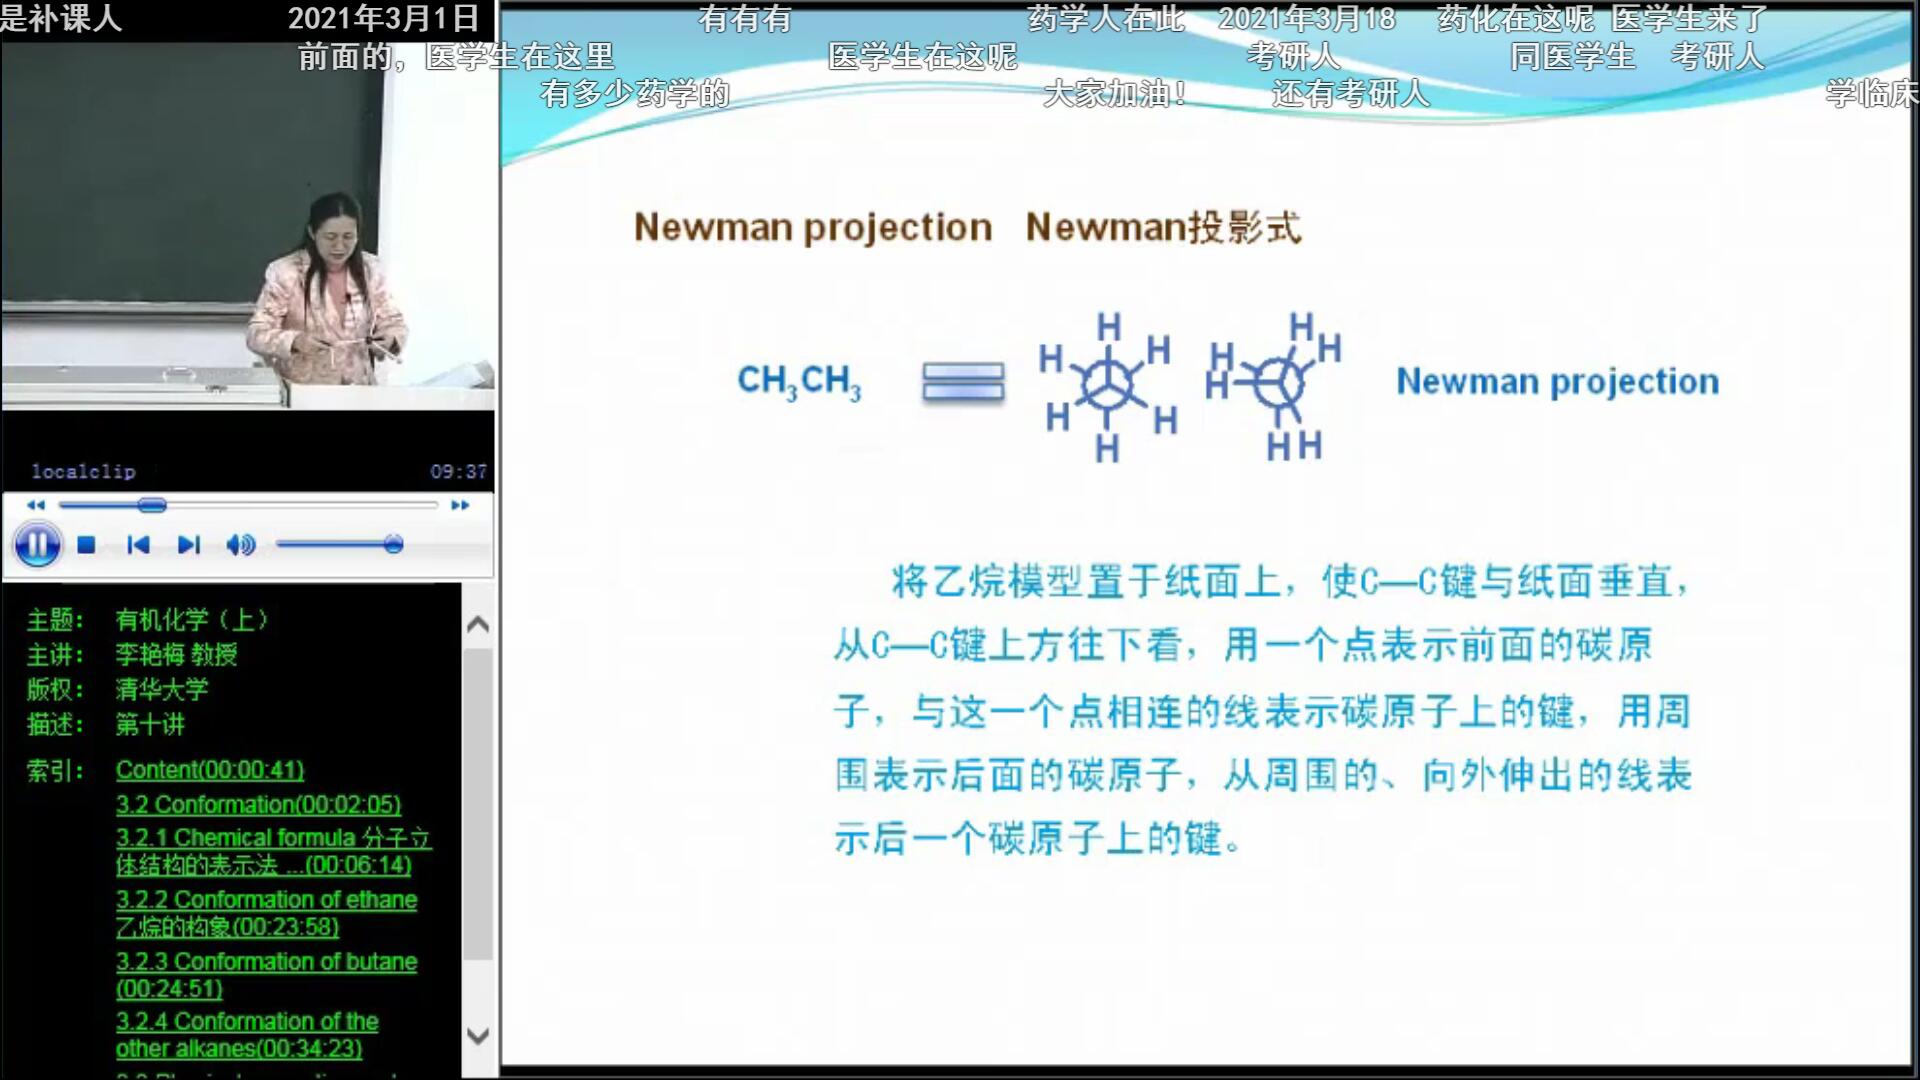 是补课人
2021年3月1日
有有有
药学人在此
2021年3月18
药化在这呢
医学生来了
前面的，医学生在这里
医学生在这呢
考研人
同医学生
考研人
有多少药学的
大家加油！
还有考研人
学临床
Newman projection Newman投影式
CH3CH3
H
H
H
H
H
H
H
H
H
H
H H
Newman projection
将乙烷模型置于纸面上，使C—C键与纸面垂直，
从C—C键上方往下看，用一个点表示前面的碳原
子，与这一个点相连的线表示碳原子上的键，用周
围表示后面的碳原子，从周围的、向外伸出的线表
示后一个碳原子上的键。
localclip
09:37
主题： 有机化学（上）
主讲： 李艳梅 教授
版权： 清华大学
描述： 第十讲
索引： Content(00:00:41)
3.2 Conformation(00:02:05)
3.2.1 Chemical formula 分子立
体结构的表示法 ...(00:06:14)
3.2.2 Conformation of ethane
乙烷的构象(00:23:58)
3.2.3 Conformation of butane
(00:24:51)
3.2.4 Conformation of the
other alkanes(00:34:23)